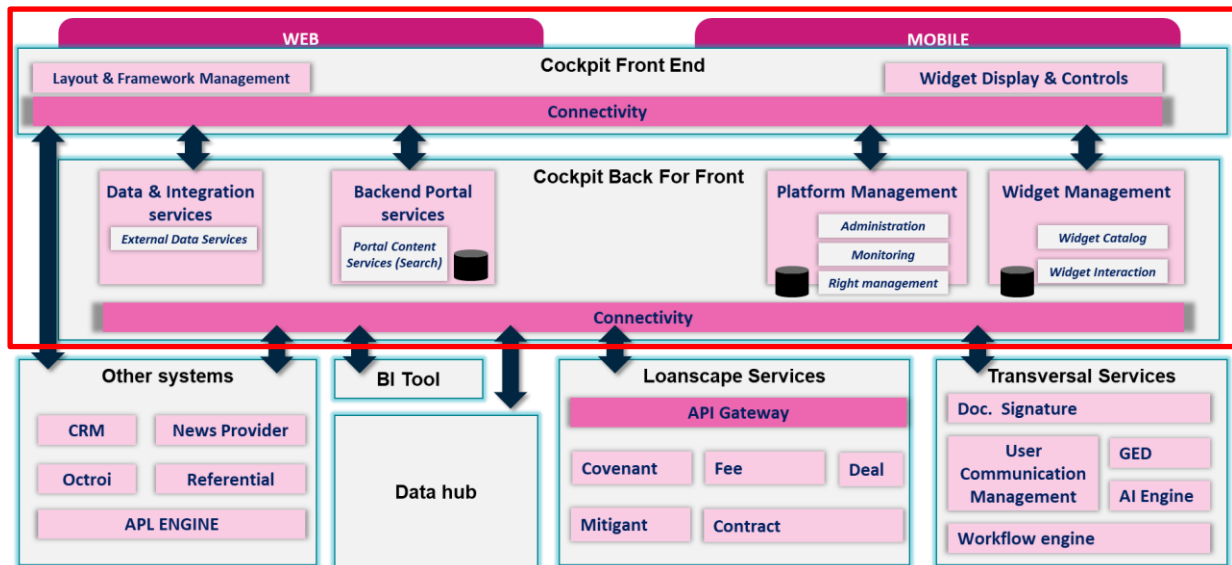 WEB
MOBILE
Cockpit Front End
Layout & Framework Management
Widget Display & Controls
Connectivity
Cockpit Back For Front
Data & Integration
services
External Data Services
Backend Portal
services
Portal Content
Services (Search)
Platform Management
Administration
Monitoring
Right management
Widget Management
Widget Catalog
Widget Interaction
Connectivity
Other systems
CRM
News Provider
Octroi
Referential
APL ENGINE
BI Tool
Data hub
Loanscape Services
API Gateway
Covenant
Fee
Deal
Mitigant
Contract
Transversal Services
Doc. Signature
User
Communication
Management
GED
AI Engine
Workflow engine